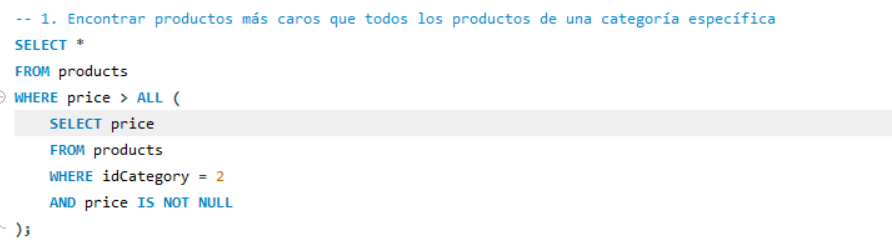 -- 1. Encontrar productos más caros que todos los productos de una categoría específica
SELECT *
FROM products
WHERE price > ALL (
SELECT price
FROM products
WHERE idCategory = 2
AND price IS NOT NULL
);